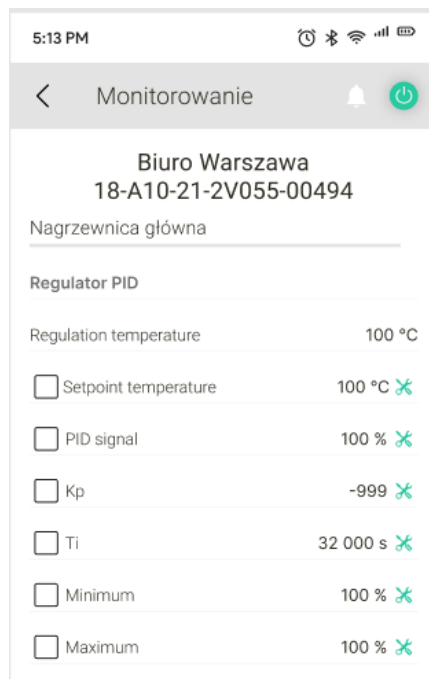 5:13 PM
Monitorowanie
Biuro Warszawa
18-A10-21-2V055-00494
Nagrzewnica główna
Regulator PID
Regulation temperature 100 °C
Setpoint temperature 100 °C
PID signal 100 %
Kp -999
Ti 32 000 s
Minimum 100 %
Maximum 100 %